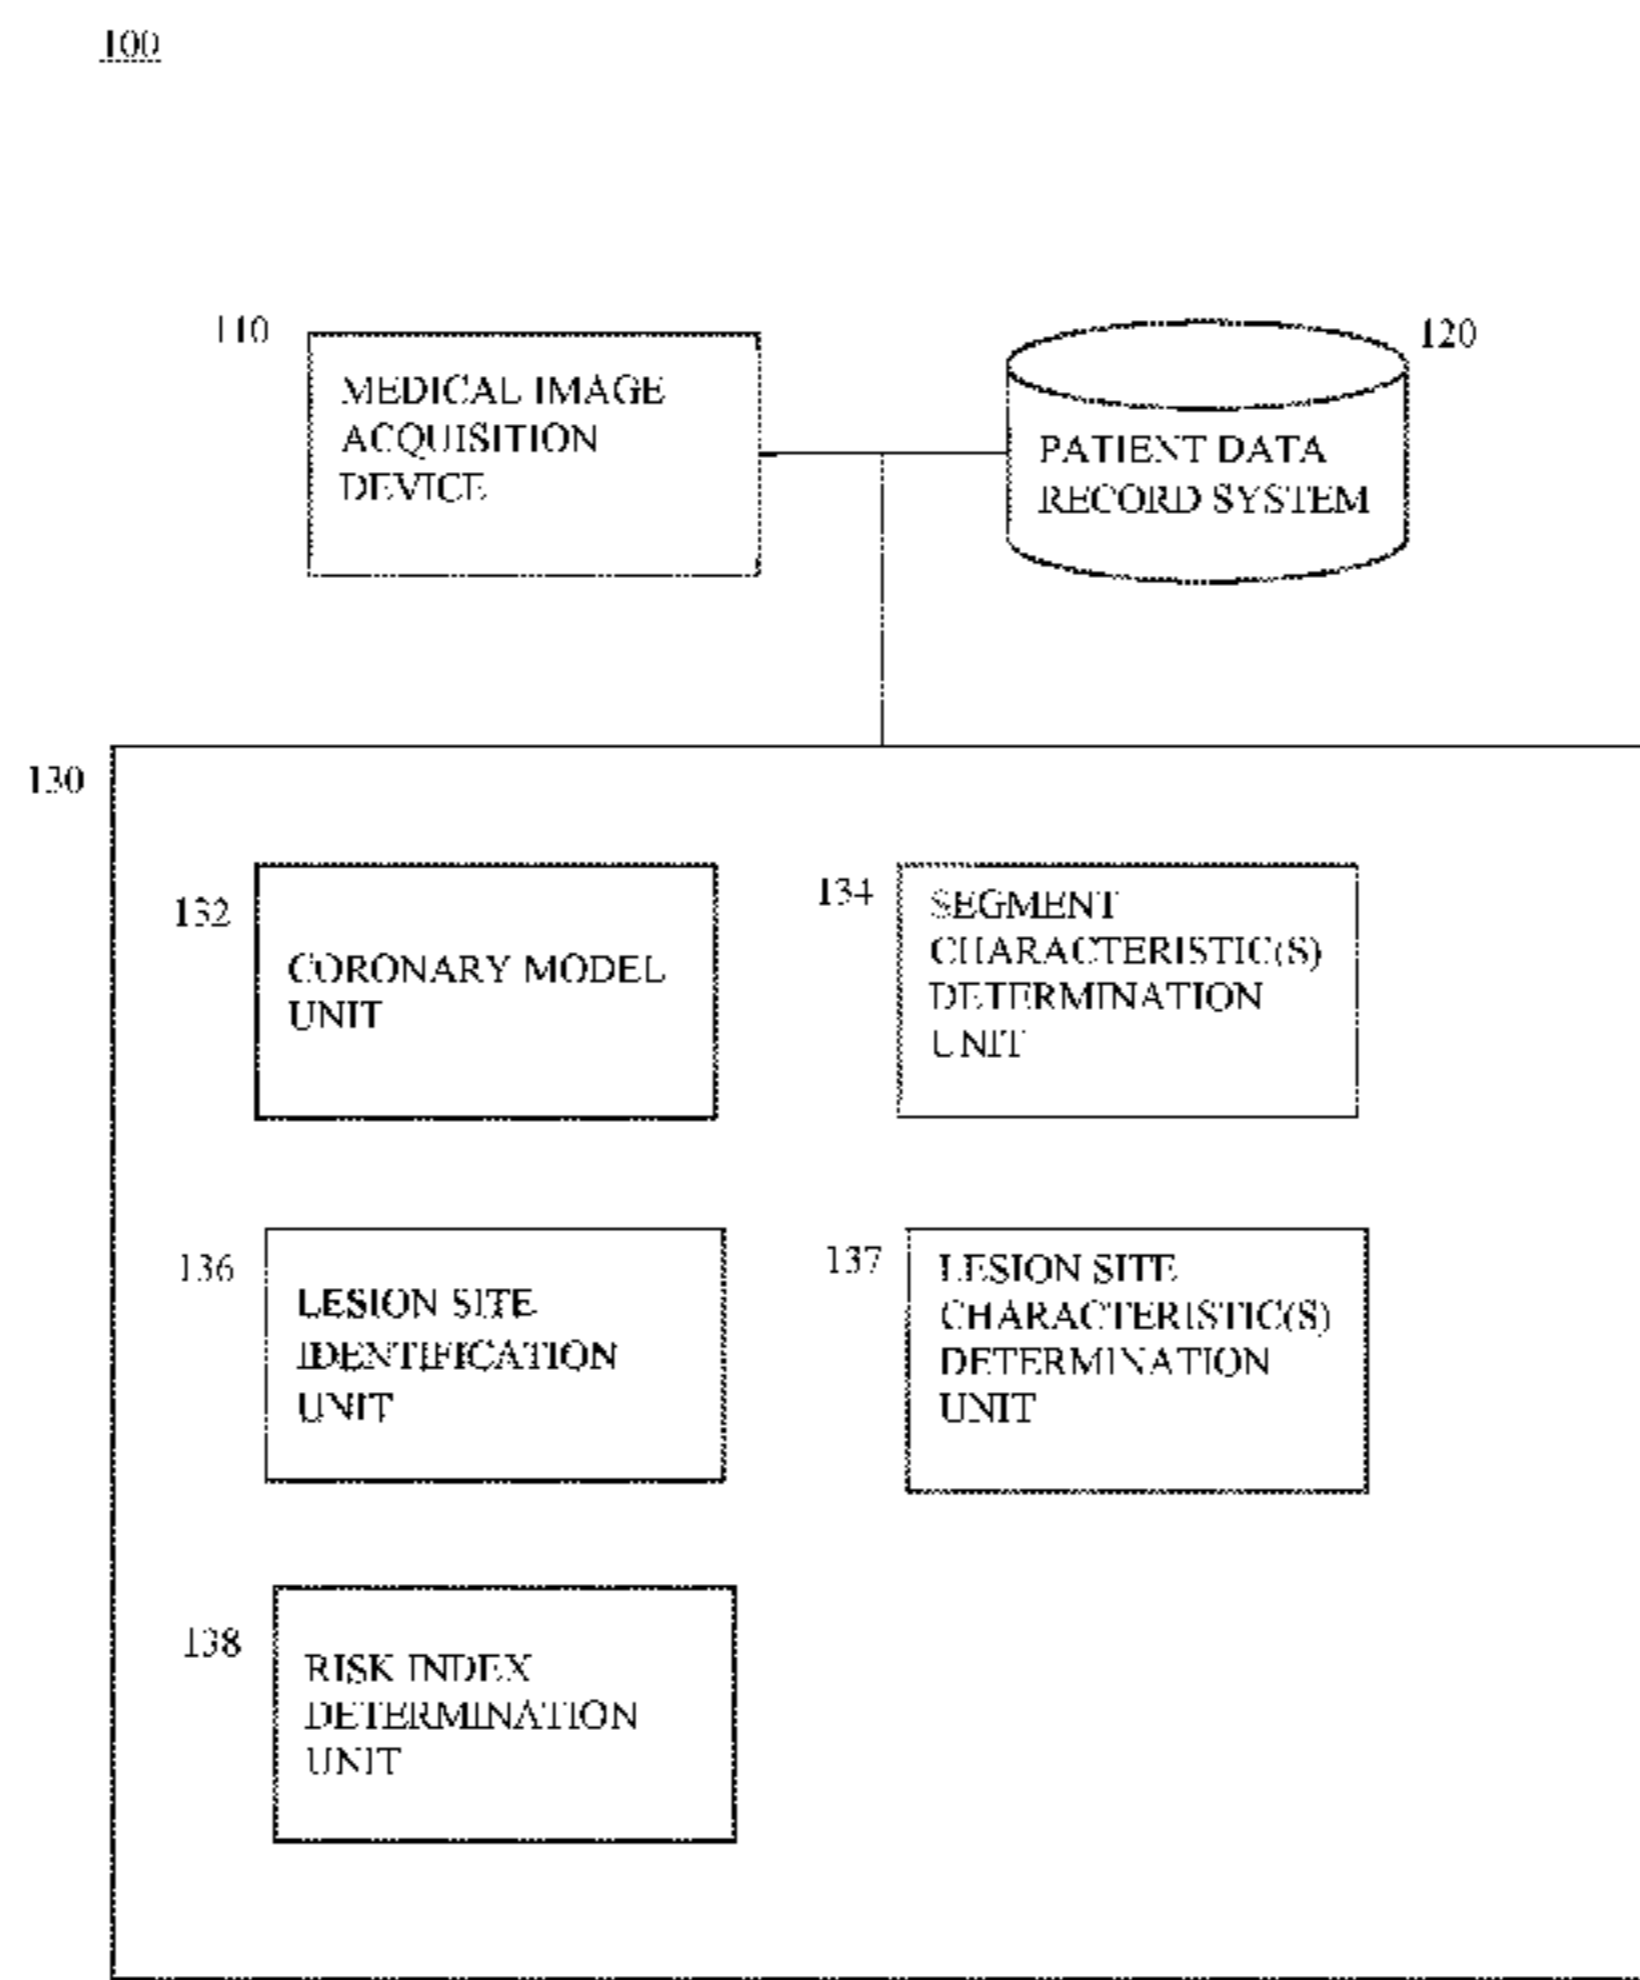 100
110
MEDICAL IMAGE
ACQUISITION
DEVICE
120
PATIENT DATA
RECORD SYSTEM
130
132
CORONARY MODEL
UNIT
134
SEGMENT
CHARACTERISTIC(S)
DETERMINATION
UNIT
136
LESION SITE
IDENTIFICATION
UNIT
137
LESION SITE
CHARACTERISTIC(S)
DETERMINATION
UNIT
138
RISK INDEX
DETERMINATION
UNIT